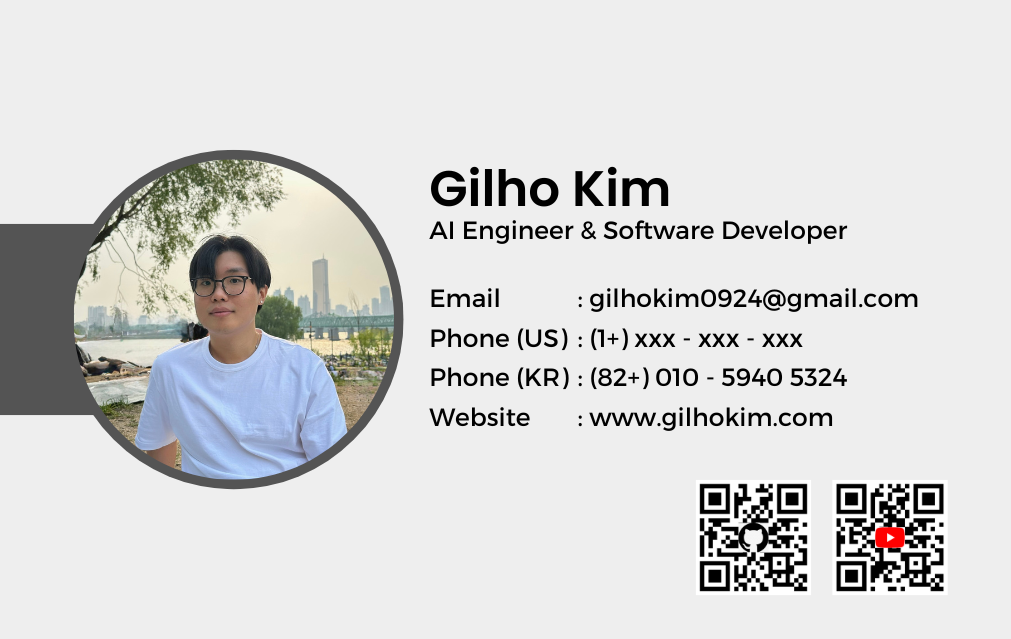 Gilho Kim
AI Engineer & Software Developer
Email : gilhokim0924@gmail.com
Phone (US) : (1+) xxx - xxx - xxx
Phone (KR) : (82+) 010 - 5940 5324
Website : www.gilhokim.com